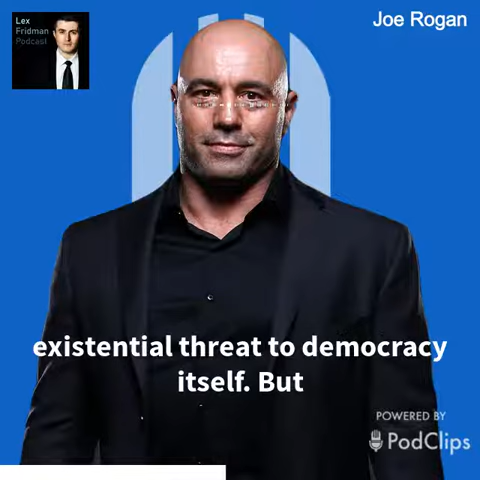 Lex
Fridman
Podcast
Joe Rogan
existential threat to democracy
itself. But
POWERED BY
PodClips